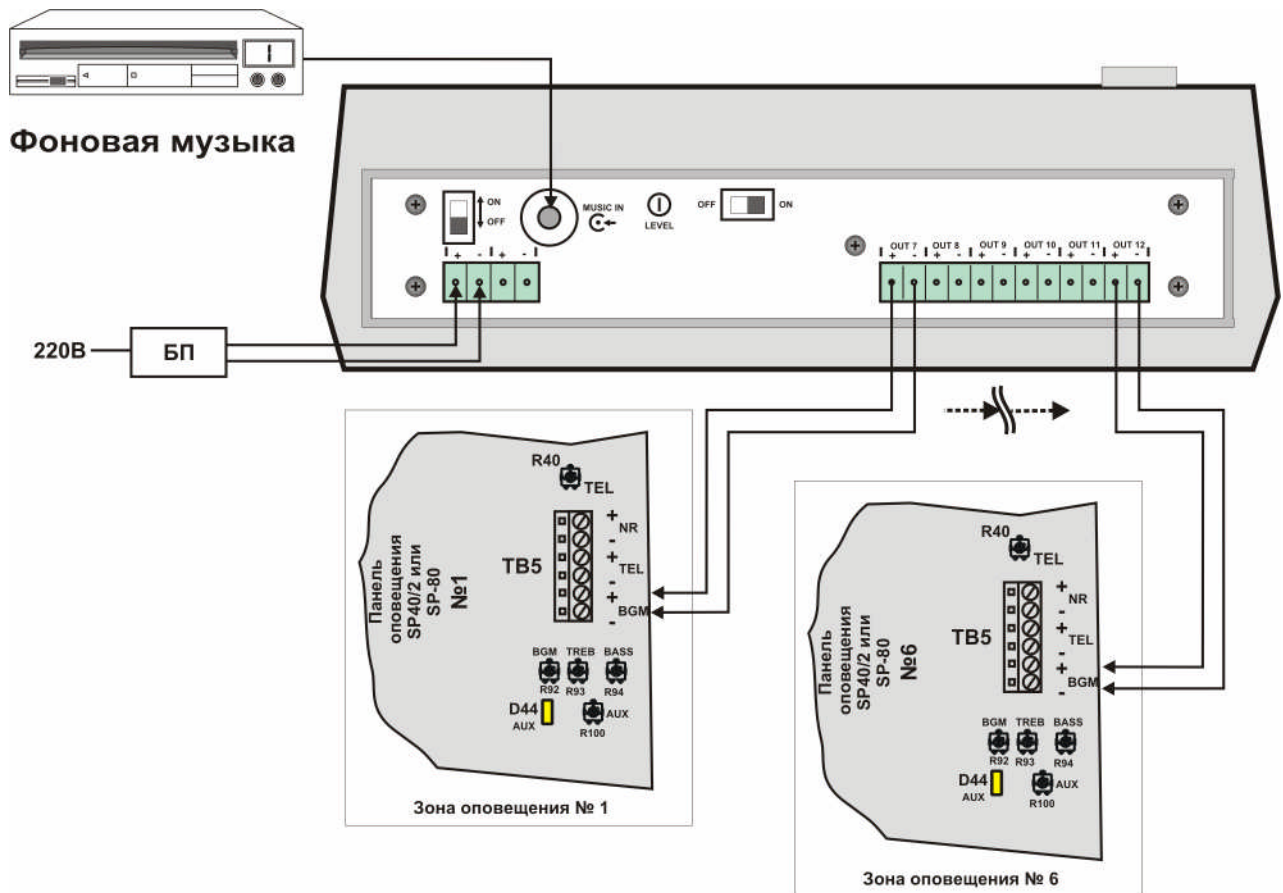 Фоновая музыка
ON
OFF
MUSIC IN
LEVEL
OFF
ON
+ - + -
OUT 7 OUT 8 OUT 9 OUT 10 OUT 11 OUT 12
+ - + - + - + - + - + -
220В
БП
R40
TEL
Панель
оповещения
SP40/2 или
SP-80
№1
TB5
+
NR
-
+
TEL
-
+
BGM
-
BGM TREB BASS
R92 R93 R94
D44
AUX
AUX
R100
Зона оповещения № 1
R40
TEL
Панель
оповещения
SP40/2 или
SP-80
№6
TB5
+
NR
-
+
TEL
-
+
BGM
-
BGM TREB BASS
R92 R93 R94
D44
AUX
AUX
R100
Зона оповещения № 6